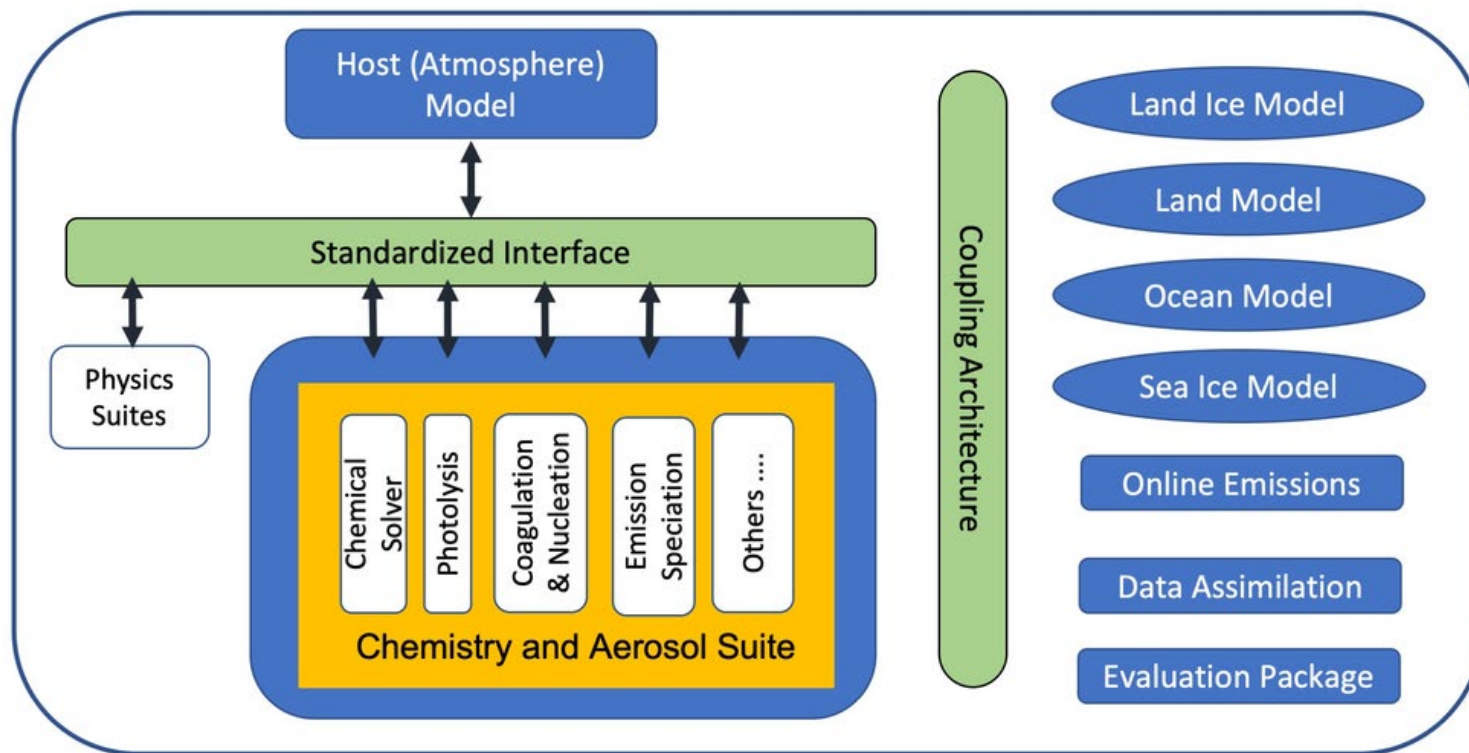 Host (Atmosphere)
Model
Standardized Interface
Physics
Suites
Chemical
Solver
Photolysis
Coagulation
& Nucleation
Emission
Speciation
Others ....
Chemistry and Aerosol Suite
Coupling Architecture
Land Ice Model
Land Model
Ocean Model
Sea Ice Model
Online Emissions
Data Assimilation
Evaluation Package